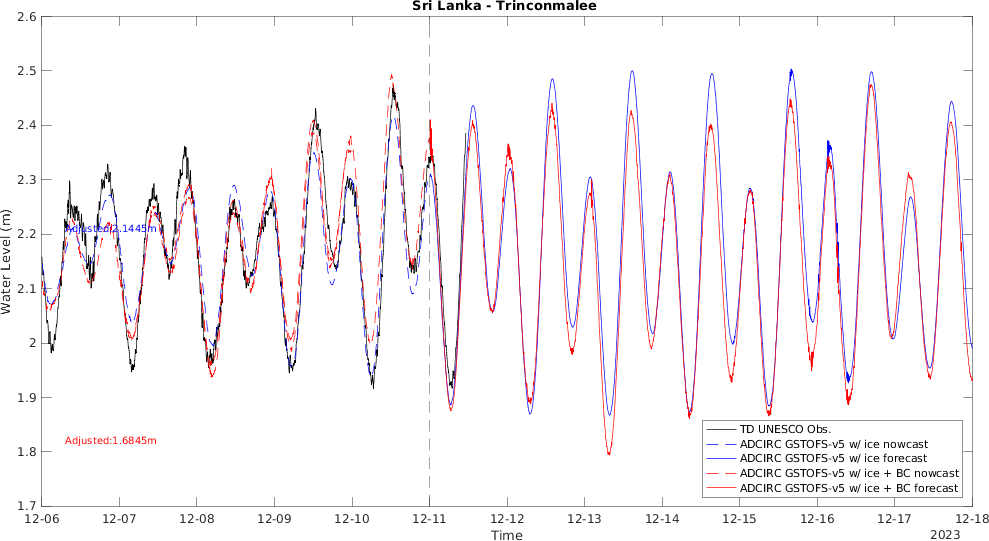 Sri Lanka - Trinconmalee
2.6
2.5
2.4
2.3
2.2
2.1
2
1.9
1.8
1.7
Water Level (m)
Adjusted:2.1445m
Adjusted:1.6845m
TD UNESCO Obs.
ADCIRC GSTOFS-v5 w/ ice nowcast
ADCIRC GSTOFS-v5 w/ ice forecast
ADCIRC GSTOFS-v5 w/ ice + BC nowcast
ADCIRC GSTOFS-v5 w/ ice + BC forecast
12-06 12-07 12-08 12-09 12-10 12-11 12-12 12-13 12-14 12-15 12-16 12-17 12-18
Time
2023